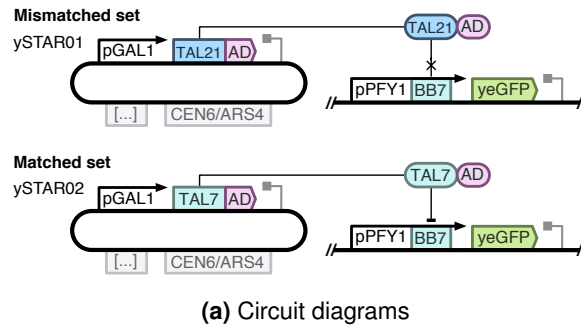 Mismatched set
ySTAR01
pGAL1 TAL21 AD
TAL21 AD
pPFY1 BB7 yeGFP
[...] CEN6/ARS4
Matched set
ySTAR02
pGAL1 TAL7 AD
TAL7 AD
pPFY1 BB7 yeGFP
[...] CEN6/ARS4
(a) Circuit diagrams